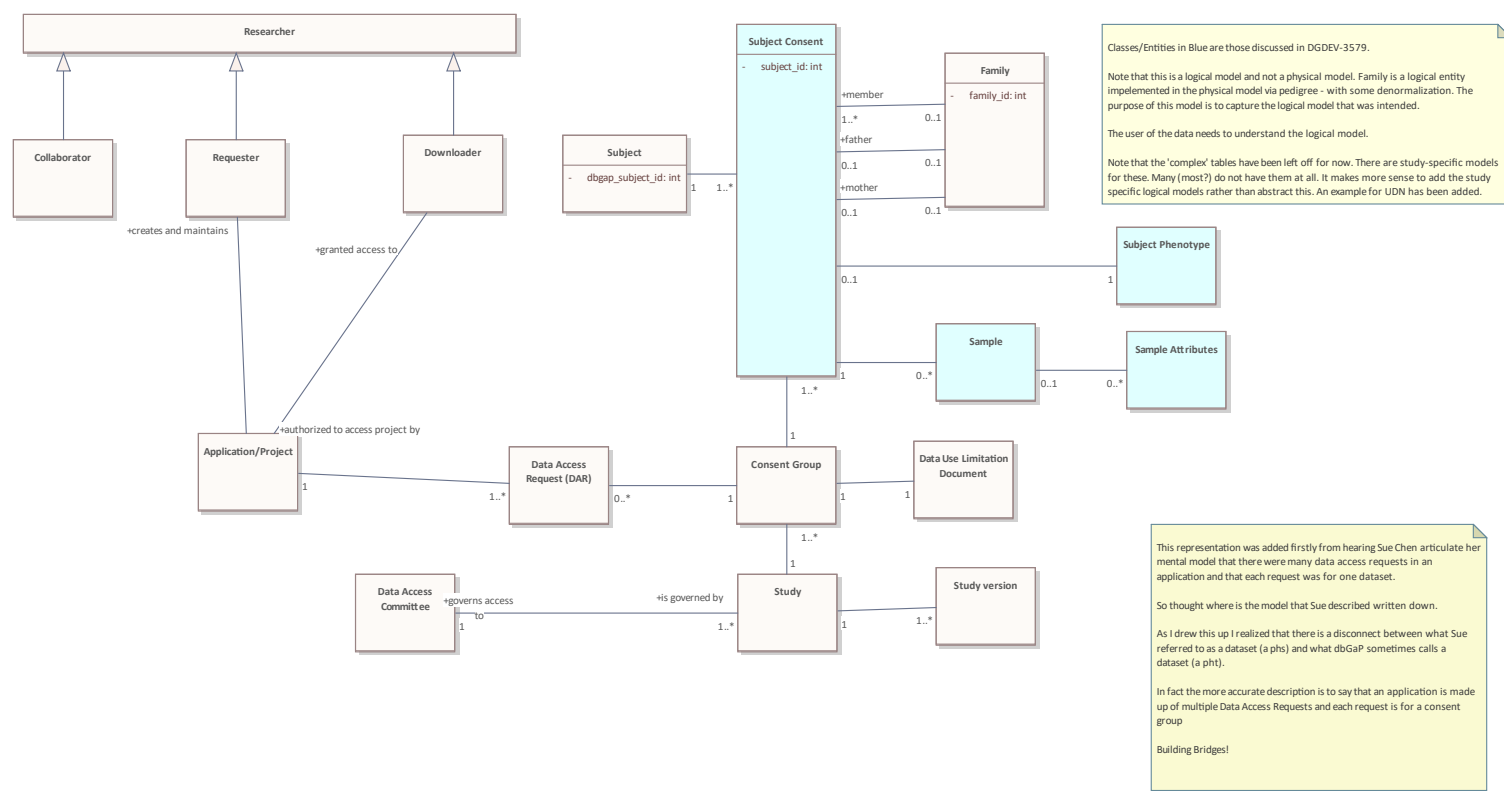 Researcher
Collaborator
Requester
Downloader
+creates and maintains
+granted access to
Subject
- dbgap_subject_id: int
1
1..*
Subject Consent
- subject_id: int
+member
1..*
0..1
+father
0..1
0..1
+mother
0..1
0..1
Family
- family_id: int
Classes/Entities in Blue are those discussed in DGDEV-3579.
Note that this is a logical model and not a physical model. Family is a logical entity
impelemented in the physical model via pedigree - with some denormalization. The
purpose of this model is to capture the logical model that was intended.
The user of the data needs to understand the logical model.
Note that the 'complex' tables have been left off for now. There are study-specific models
for these. Many (most?) do not have them at all. It makes more sense to add the study
specific logical models rather than abstract this. An example for UDN has been added.
0..1
1
Subject Phenotype
1
0..*
Sample
0..1
0..*
Sample Attributes
1..*
1
+authorized to access project by
Application/Project
1
1..*
Data Access
Request (DAR)
0..*
1
Consent Group
1
1
Data Use Limitation
Document
1..*
1
Data Access
Committee
+governs access
to
1
+is governed by
1..*
Study
1
1..*
Study version
This representation was added firstly from hearing Sue Chen articulate her
mental model that there were many data access requests in an
application and that each request was for one dataset.
So thought where is the model that Sue described written down.
As I drew this up I realized that there is a disconnect between what Sue
referred to as a dataset (a phs) and what dbGaP sometimes calls a
dataset (a pht).
In fact the more accurate description is to say that an application is made
up of multiple Data Access Requests and each request is for a consent
group
Building Bridges!